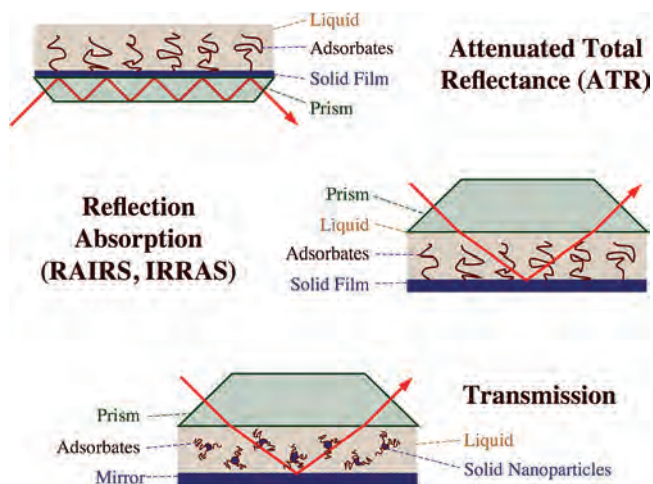 Liquid
Adsorbates
Solid Film
Prism
Attenuated Total
Reflectance (ATR)
Reflection
Absorption
(RAIRS, IRRAS)
Prism
Liquid
Adsorbates
Solid Film
Transmission
Prism
Adsorbates
Mirror
Liquid
Solid Nanoparticles